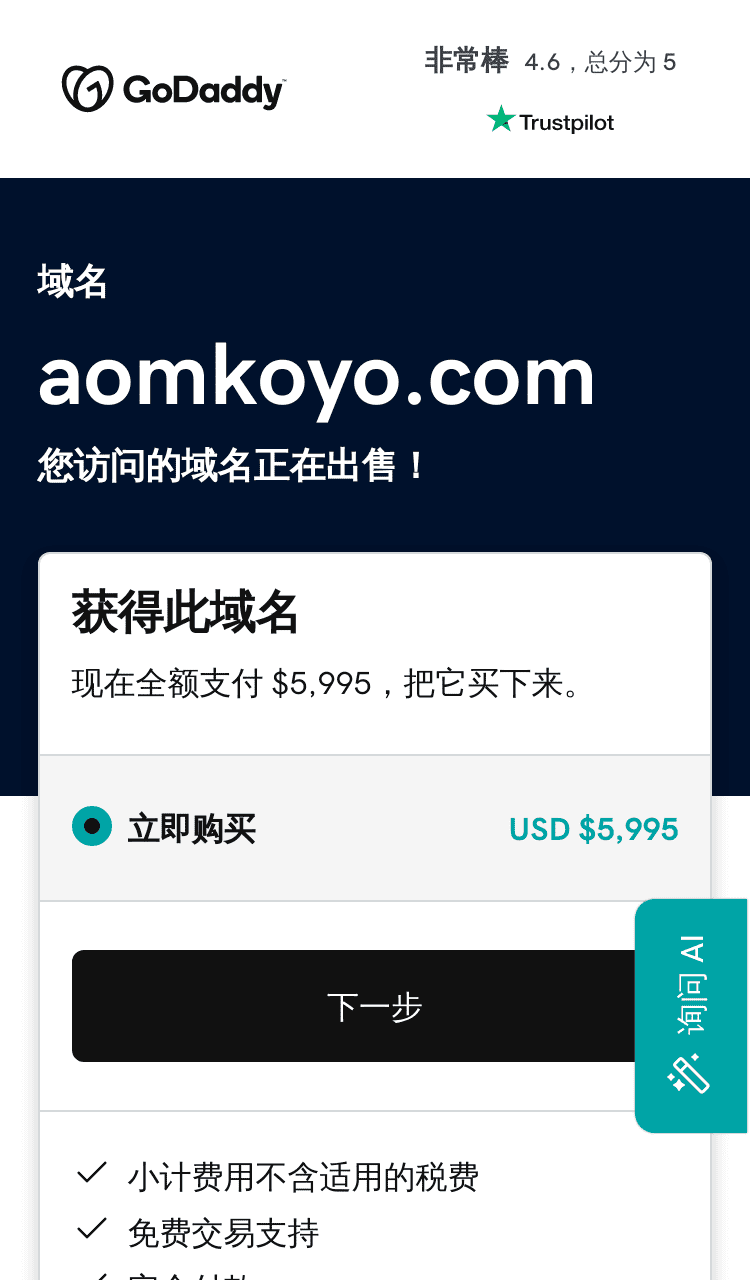 GoDaddy™
非常棒 4.6，总分为 5
Trustpilot
域名
aomkoyo.com
您访问的域名正在出售！
获得此域名
现在全额支付 $5,995，把它买下来。
立即购买 USD $5,995
询问 AI
下一步
小计费用不含适用的税费
免费交易支持